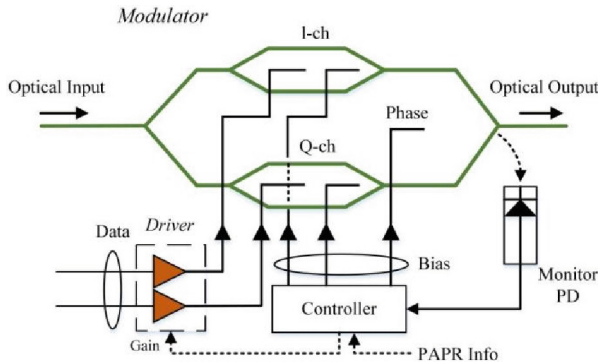 Modulator
I-ch
Optical Input
Optical Output
Phase
Q-ch
Driver
Data
Bias
Monitor
PD
Controller
Gain
PAPR Info